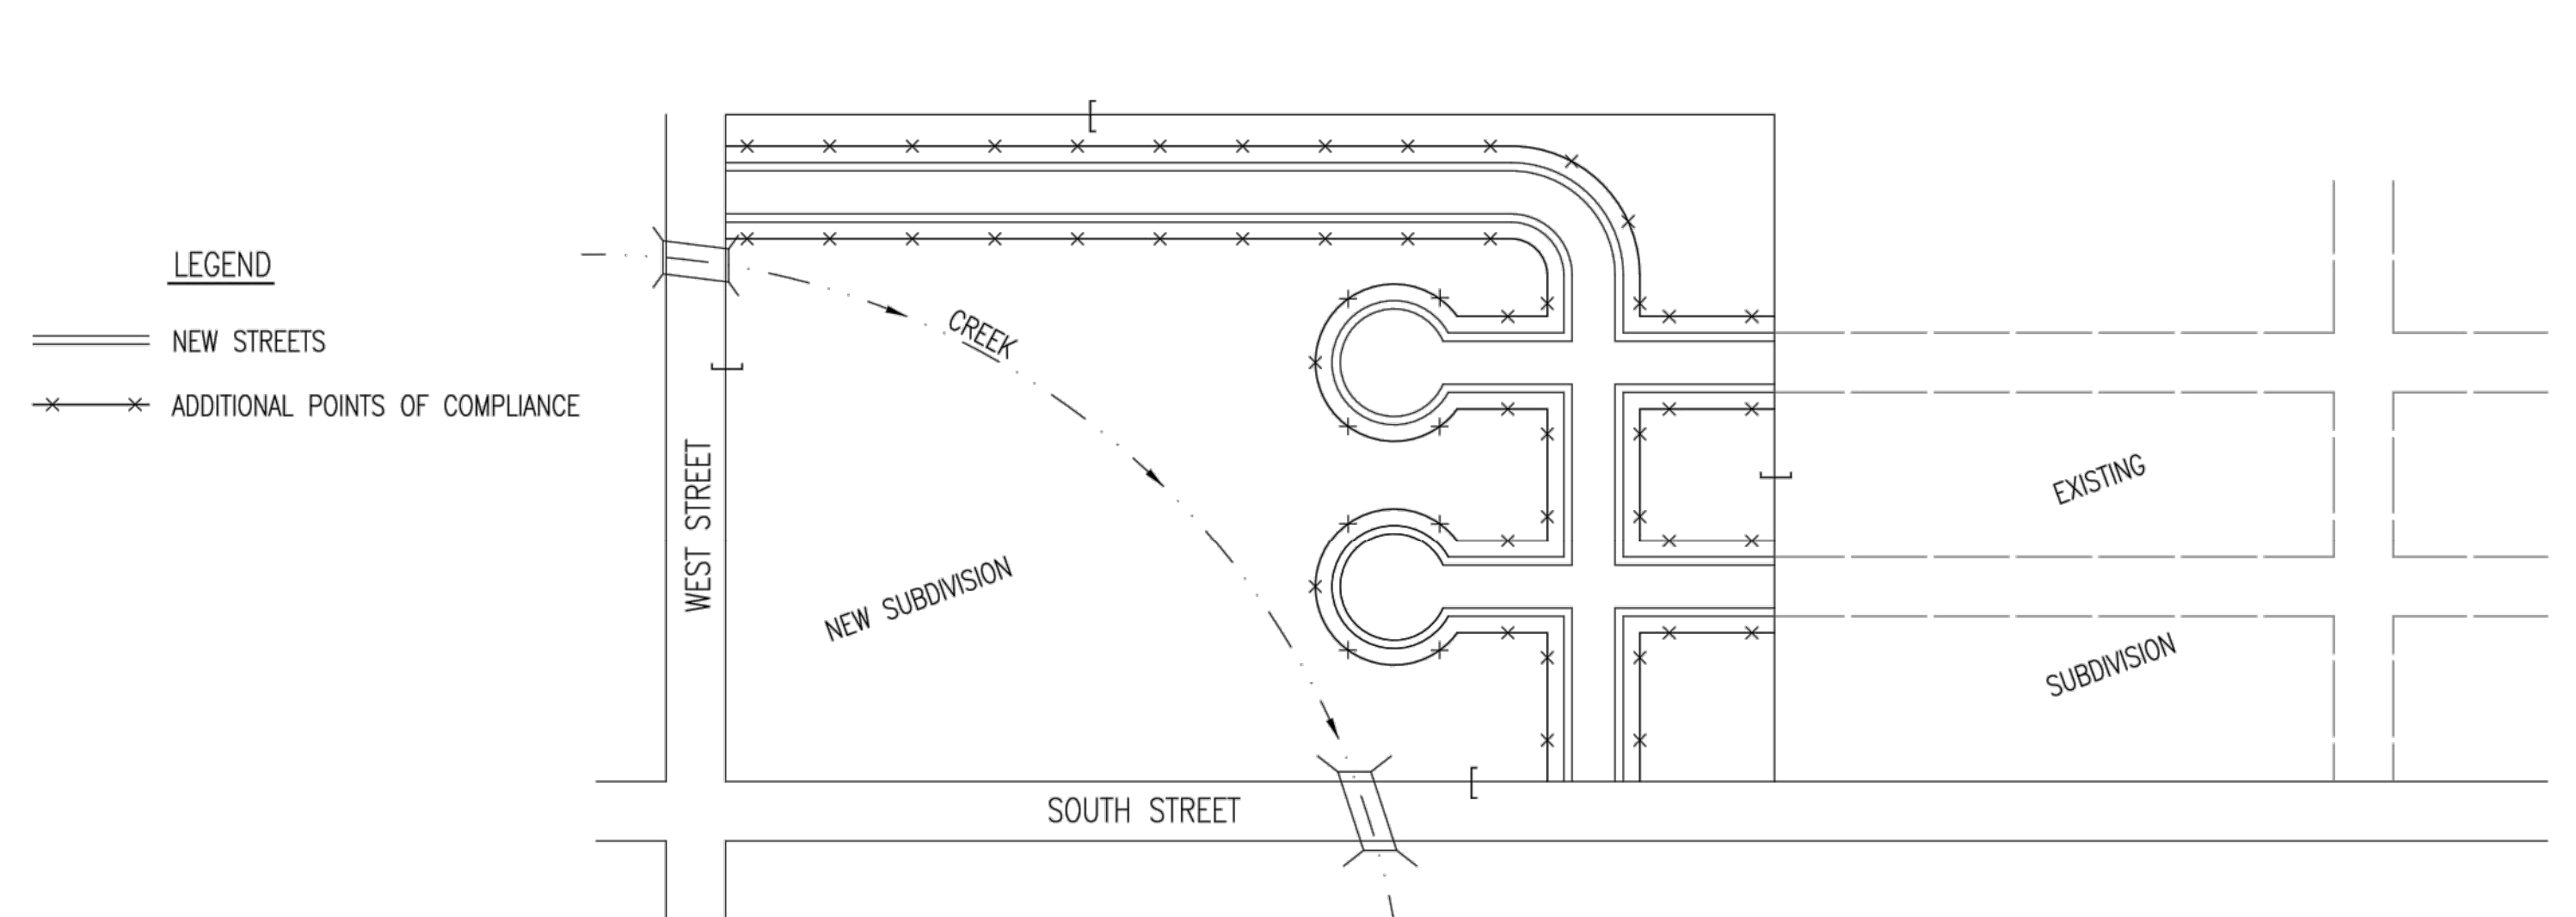 LEGEND
NEW STREETS
ADDITIONAL POINTS OF COMPLIANCE
CREEK
WEST STREET
NEW SUBDIVISION
SOUTH STREET
EXISTING
SUBDIVISION